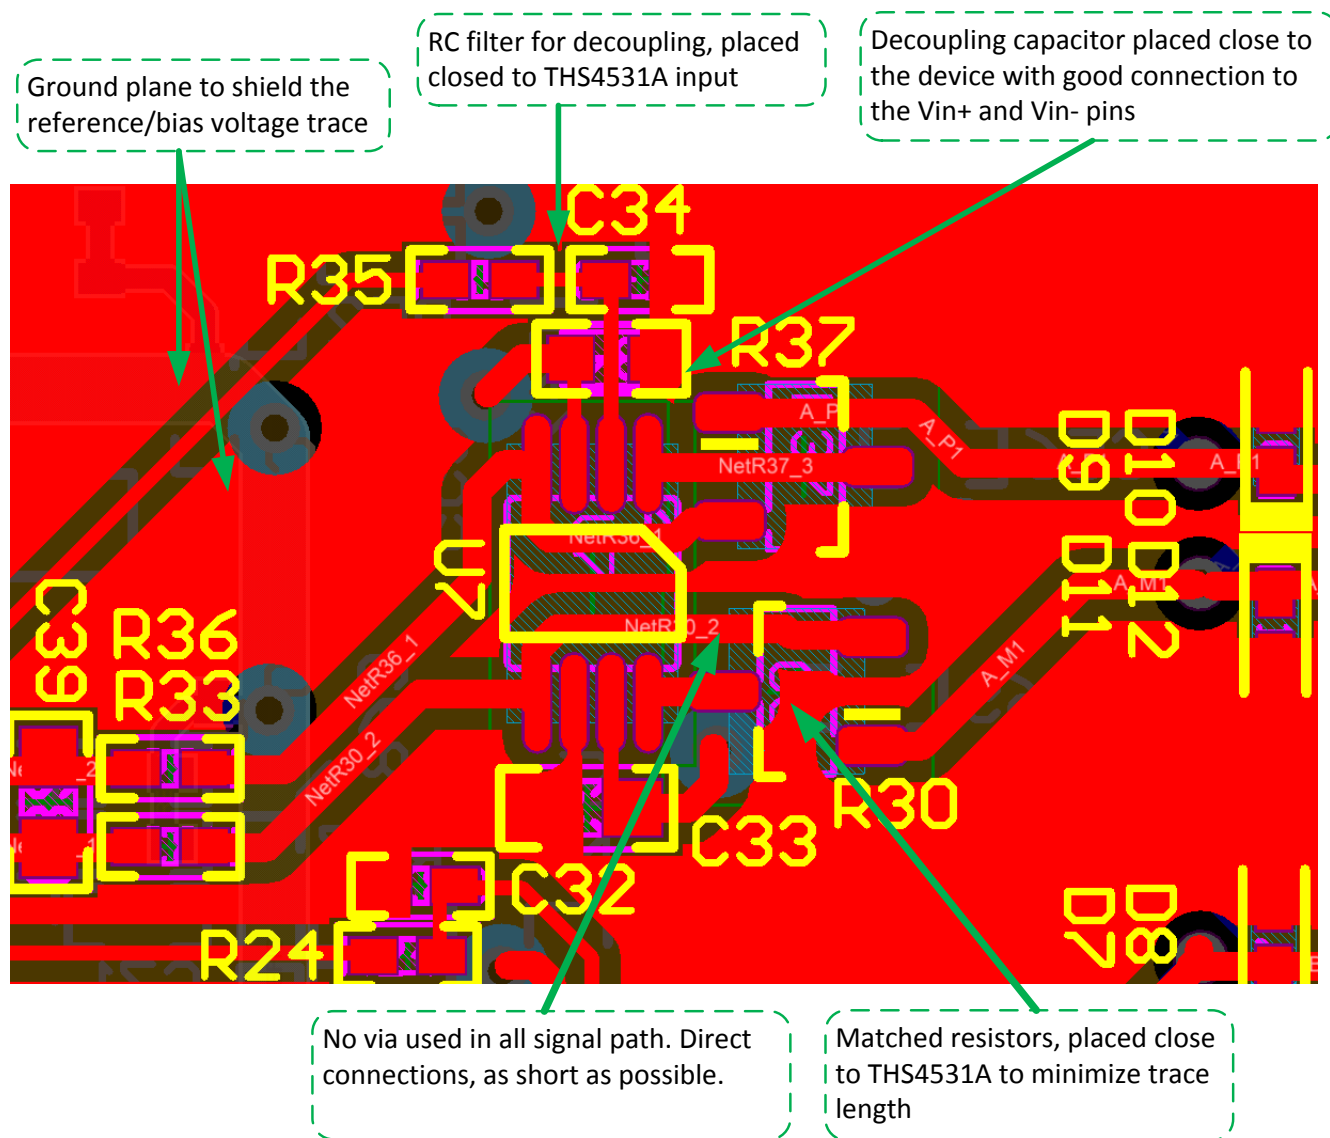 RC filter for decoupling, placed
closed to THS4531A input
Decoupling capacitor placed close to
the device with good connection to
the Vin+ and Vin- pins
Ground plane to shield the
reference/bias voltage trace
C34
R35
R37
A_P1
NetR37_3
A_P1
D9
D10
NetR36_1
U7
NetR30_2
D11
D12
A_M1
A_M1
C39
R36
R33
NetR36_1
NetR30_2
R30
C33
C32
R24
D7
D8
No via used in all signal path. Direct
connections, as short as possible.
Matched resistors, placed close
to THS4531A to minimize trace
length